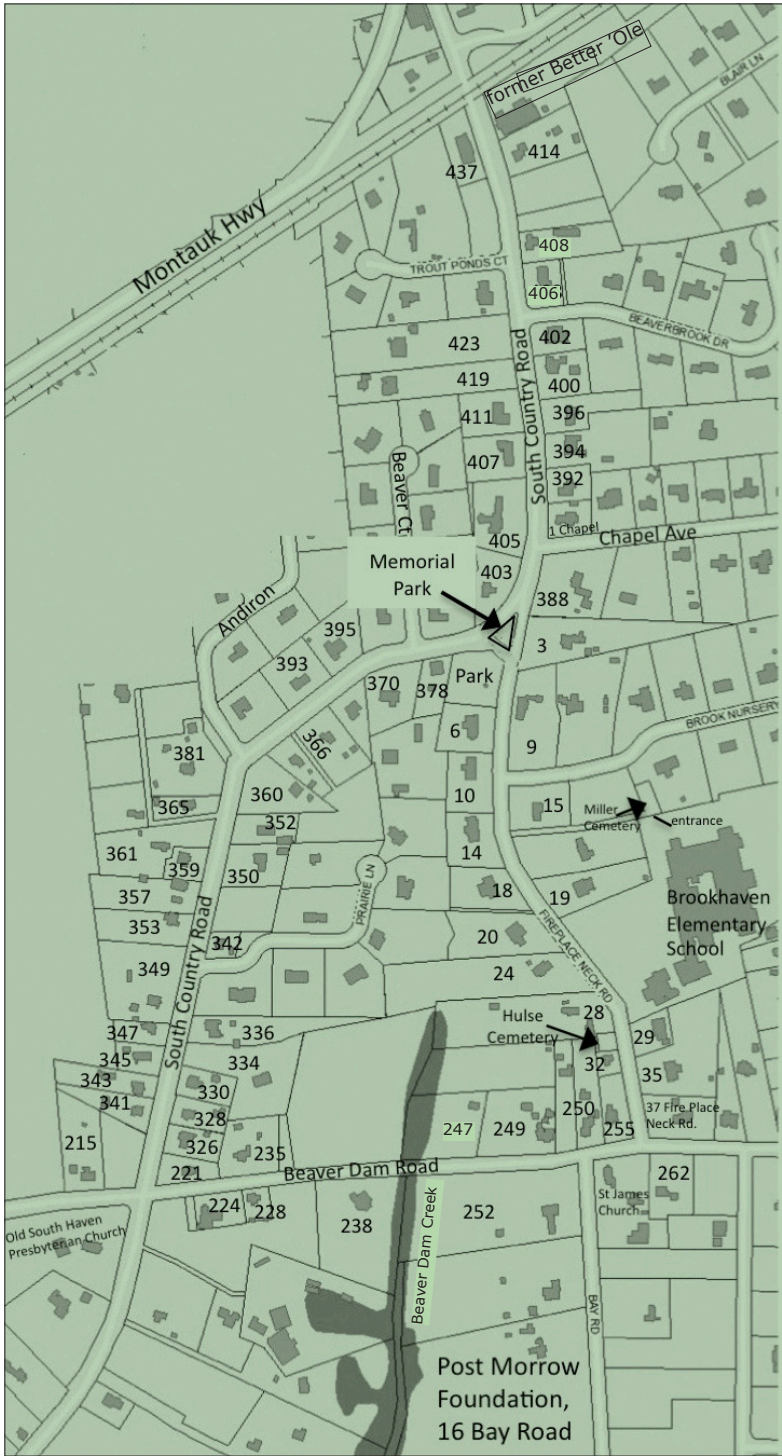 former Better 'Ole
BLAIR LN
414
437
Montauk Hwy
408
TROUT PONDS CT
406
BEAVERBROOK DR
402
423
South Country Road
419
400
411
396
394
407
392
Beaver Ct
1 Chapel
Chapel Ave
405
Memorial
Park
403
388
Andiron
395
3
393
Park
370
378
BROOK NURSERY
6
9
366
381
360
10
15
365
Miller
Cemetery
entrance
352
361
14
359
350
357
18
19
PRAIRIE LN
Brookhaven
Elementary
School
353
FIREPLACE NECK RD
20
342
South Country Road
349
24
28
Hulse
Cemetery
347
336
29
345
334
32
35
343
330
341
328
250
37 Fire Place
Neck Rd.
247
249
255
215
326
235
221
Beaver Dam Road
262
224
228
238
252
St James
Church
Old South Haven
Presbyterian Church
Beaver Dam Creek
BAY RD
Post Morrow
Foundation,
16 Bay Road